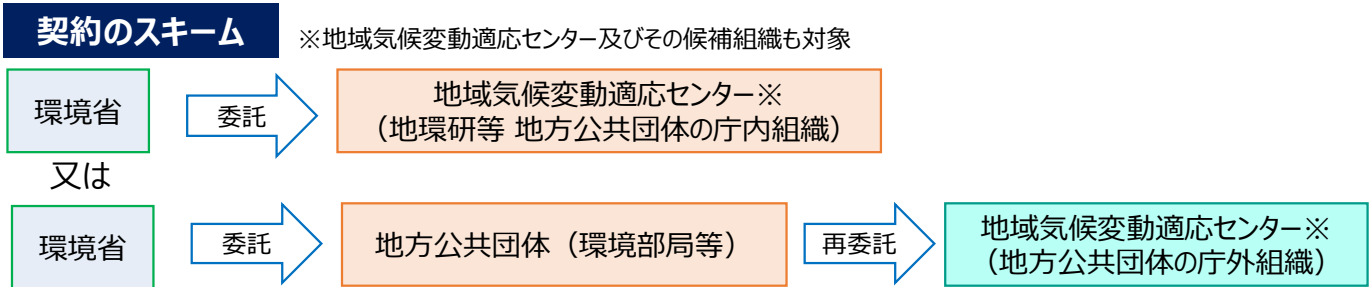 契約のスキーム ※地域気候変動適応センター及びその候補組織も対象
環境省 委託 地域気候変動適応センター※
（地環研等 地方公共団体の庁内組織）
又は
環境省 委託 地方公共団体（環境部局等） 再委託 地域気候変動適応センター※
（地方公共団体の庁外組織）